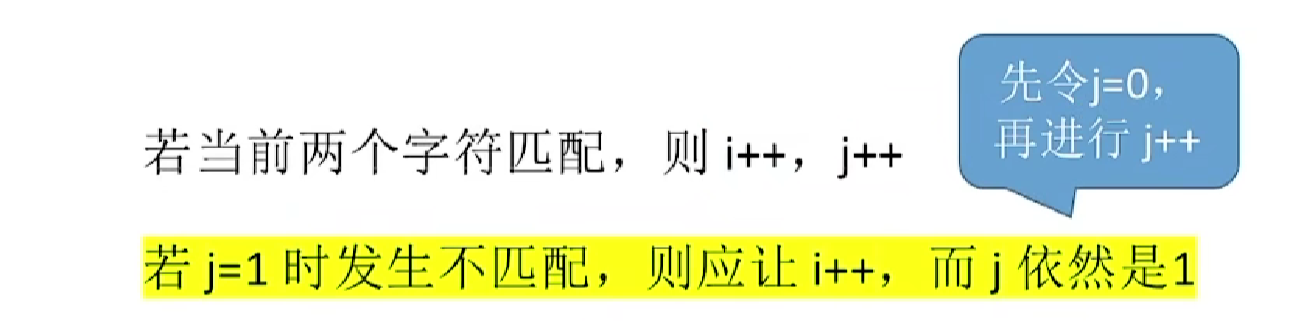 先令j=0，
再进行 j++
若当前两个字符匹配，则 i++，j++
若 j=1 时发生不匹配，则应让 i++，而 j 依然是1